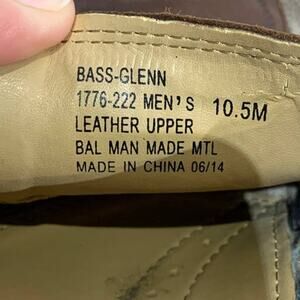 BASS-GLENN
1776-222 MEN'S 10.5M
LEATHER UPPER
BAL MAN MADE MTL
MADE IN CHINA 06/14